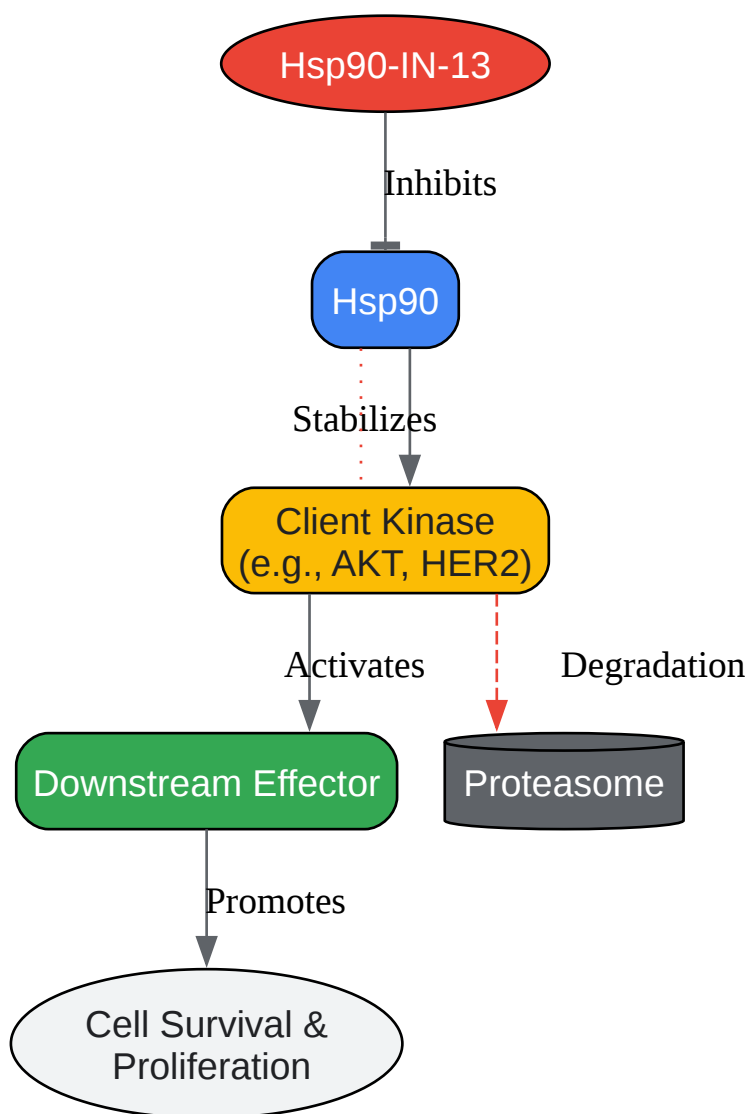 Hsp90-IN-13
Inhibits
Hsp90
Stabilizes
Client Kinase
(e.g., AKT, HER2)
Activates
Degradation
Downstream Effector
Proteasome
Promotes
Cell Survival &
Proliferation